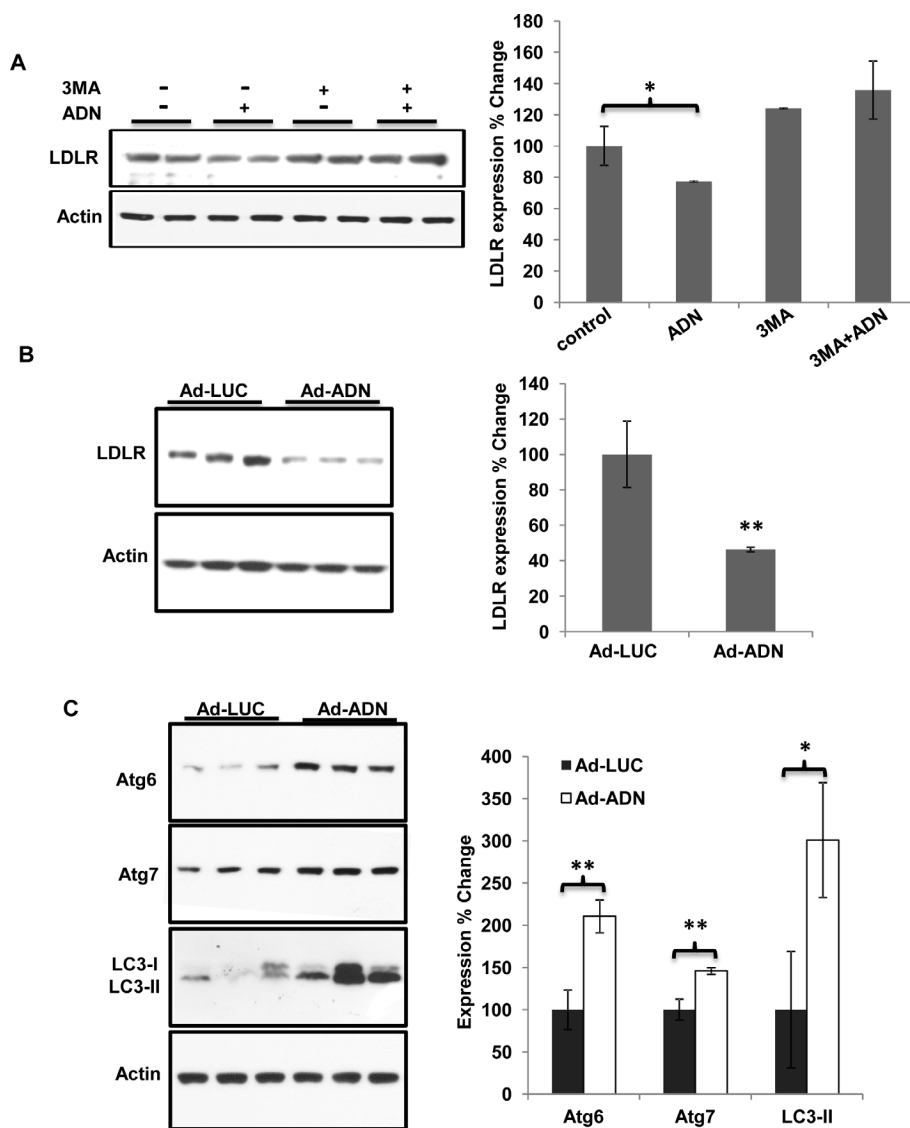 A
3MA - - + +
ADN - + - +
LDLR
Actin
LDLR expression % Change
180
160
140
120
100
80
60
40
20
0
*
control
ADN
3MA
3MA+ADN
B
Ad-LUC Ad-ADN
LDLR
Actin
LDLR expression % Change
140
120
100
80
60
40
20
0
**
Ad-LUC
Ad-ADN
C
Ad-LUC Ad-ADN
Atg6
Atg7
LC3-I
LC3-II
Actin
Expression % Change
400
350
300
250
200
150
100
50
0
Ad-LUC
Ad-ADN
**
**
*
Atg6
Atg7
LC3-II